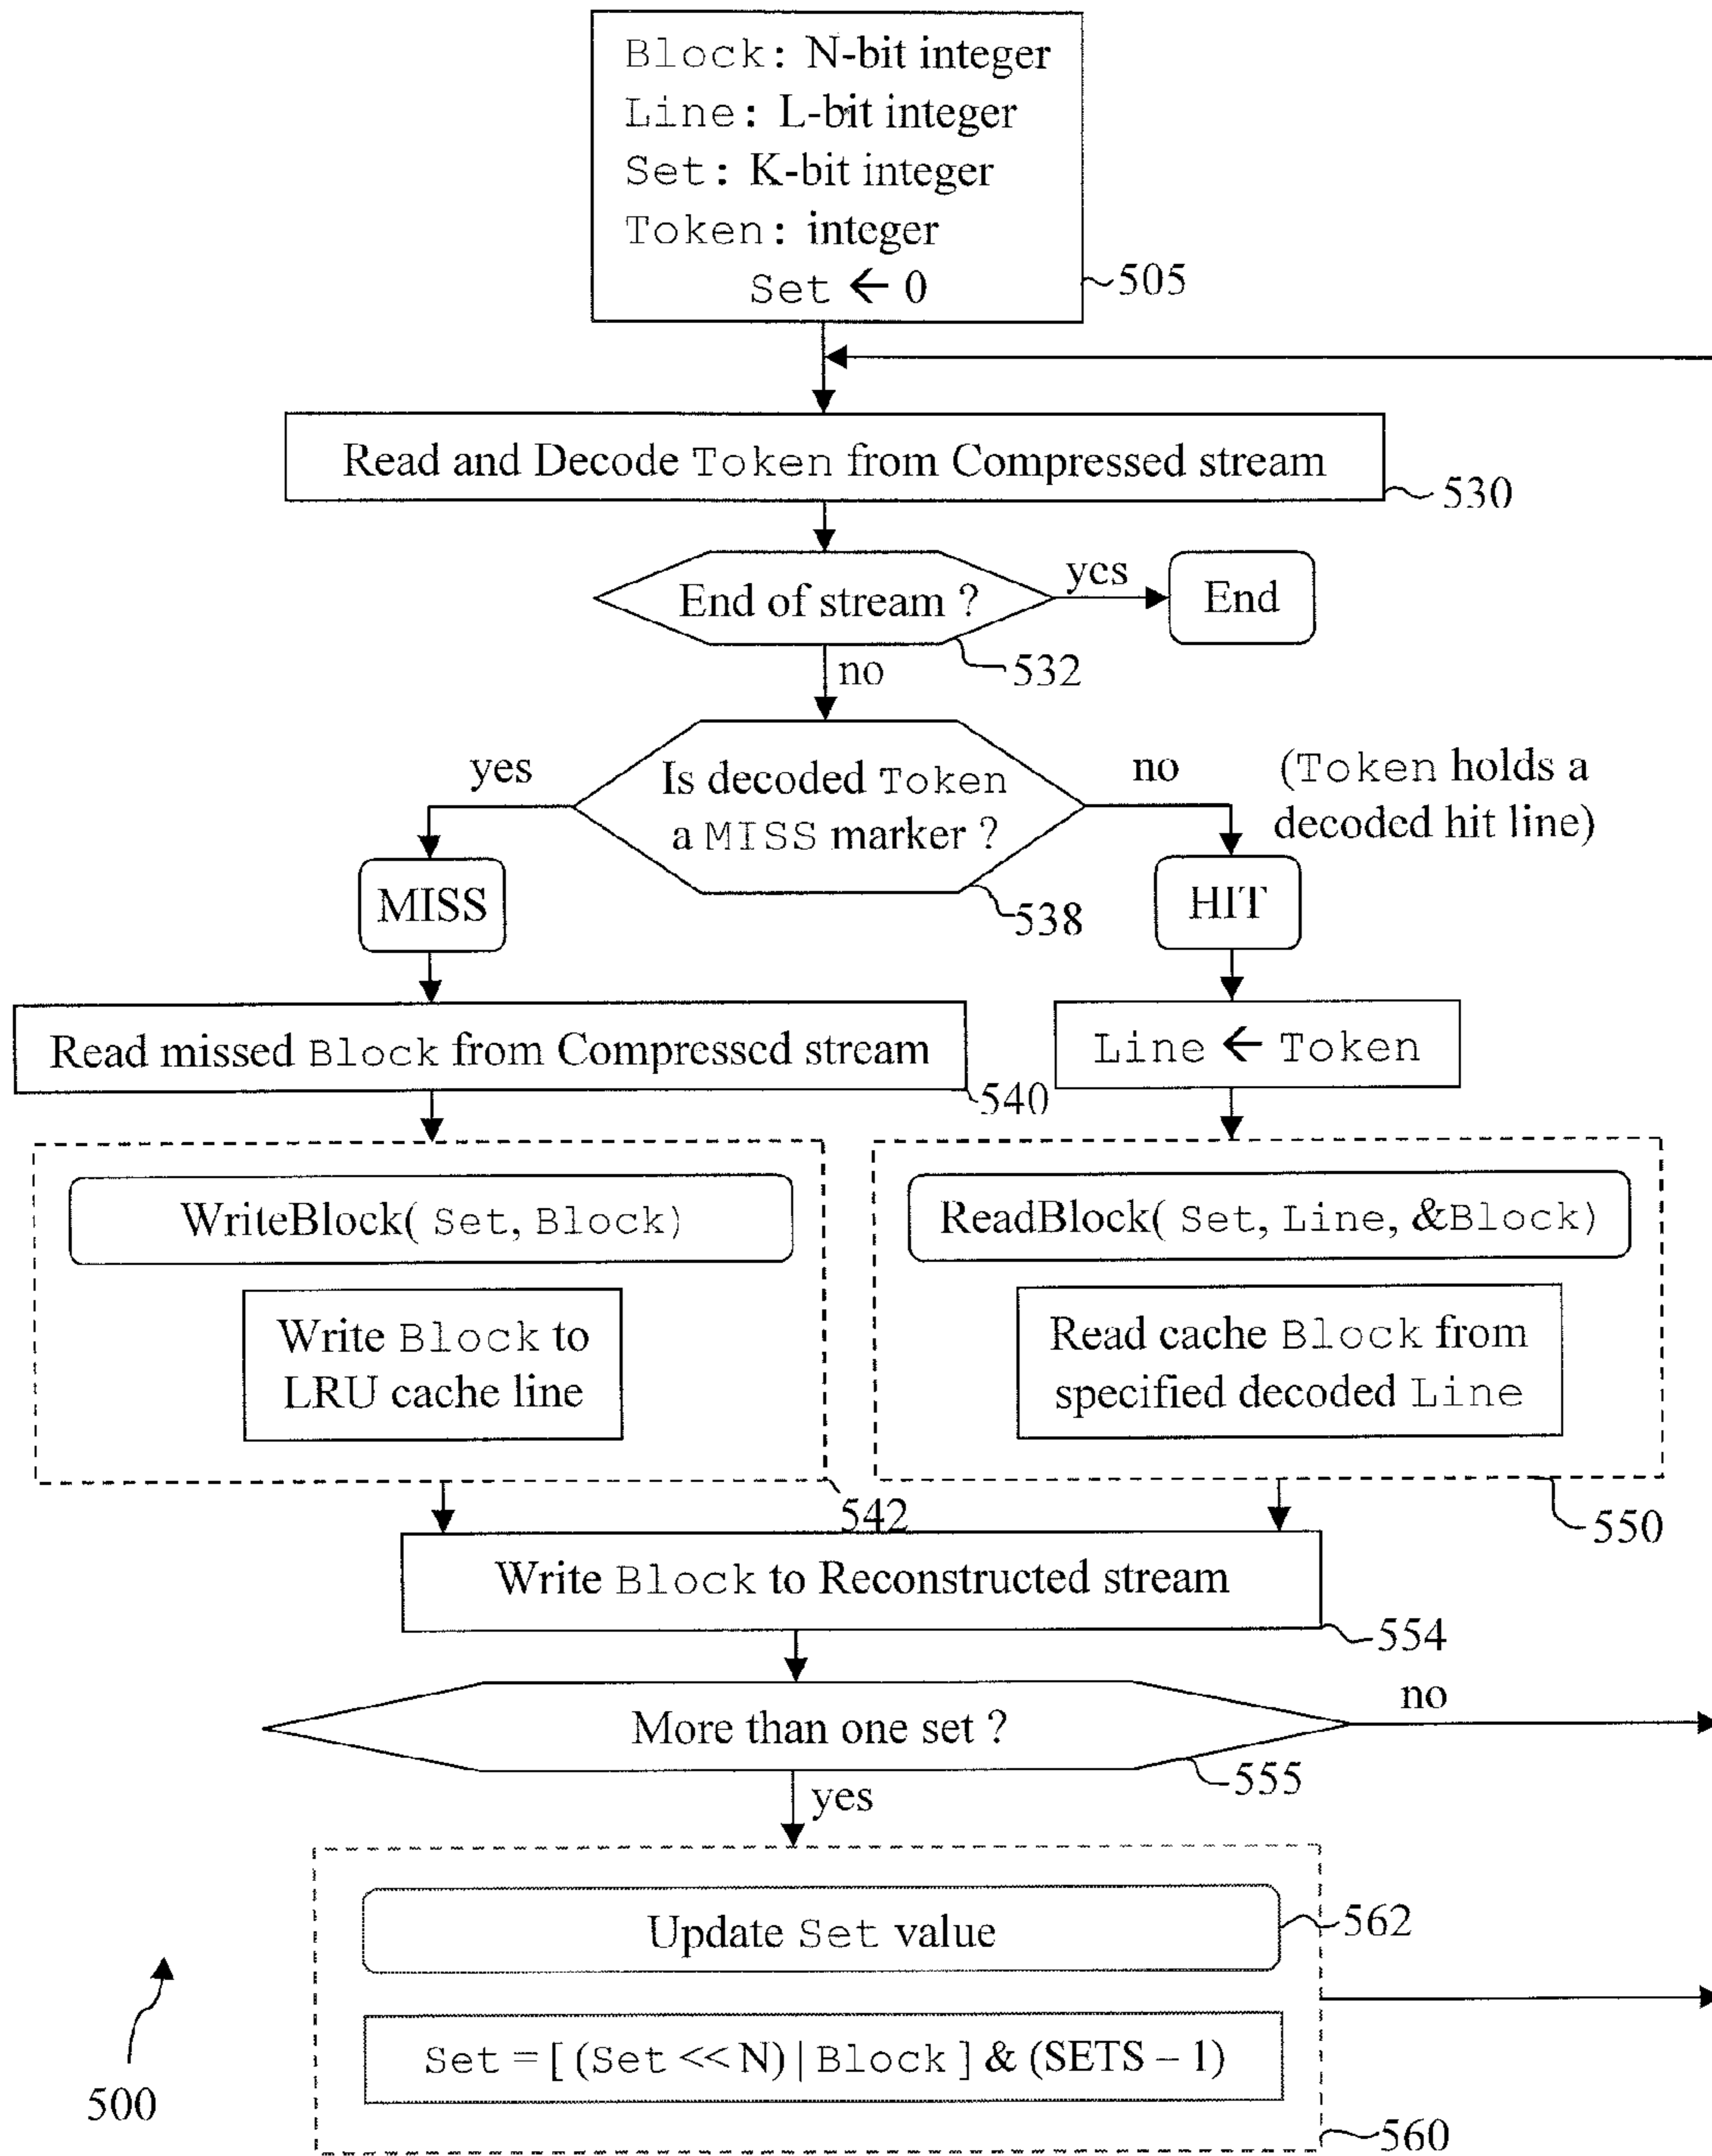 Block: N-bit integer
Line: L-bit integer
Set: K-bit integer
Token: integer
Set ← 0
505
Read and Decode Token from Compressed stream
530
End of stream ?
yes
End
532
no
yes
Is decoded Token
a MISS marker ?
no
(Token holds a
decoded hit line)
MISS
538
HIT
Read missed Block from Compressed stream
540
Line ← Token
WriteBlock( Set, Block)
ReadBlock( Set, Line, &Block)
Write Block to
LRU cache line
Read cache Block from
specified decoded Line
542
550
Write Block to Reconstructed stream
554
More than one set ?
no
555
yes
Update Set value
562
Set = [ (Set << N) | Block ] & (SETS – 1)
500
560